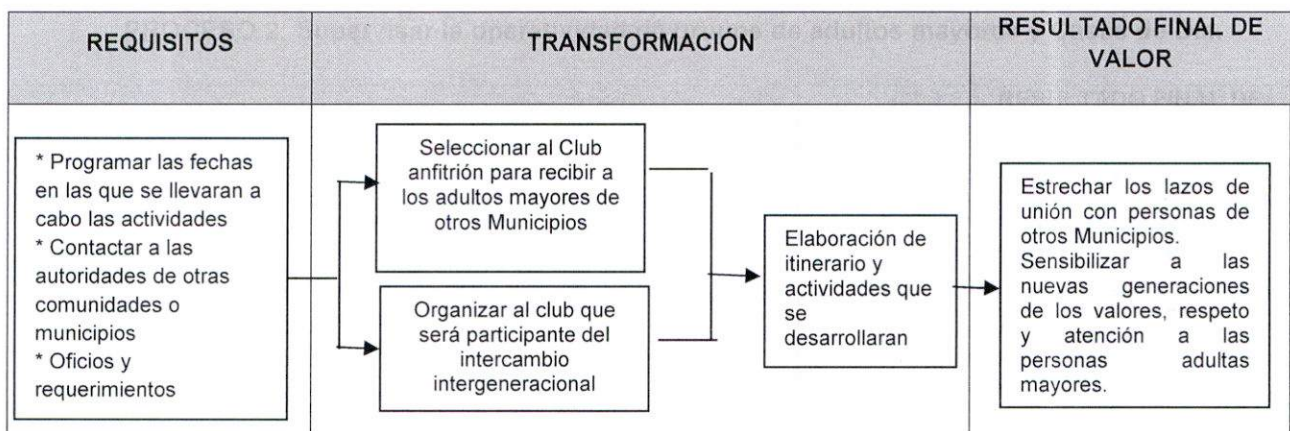 REQUISITOS
TRANSFORMACIÓN
RESULTADO FINAL DE
VALOR
* Programar las fechas
en las que se llevaran a
cabo las actividades
* Contactar a las
autoridades de otras
comunidades o
municipios
* Oficios y
requerimientos
Seleccionar al Club
anfitrión para recibir a
los adultos mayores de
otros Municipios
Organizar al club que
será participante del
intercambio
intergeneracional
Elaboración de
itinerario y
actividades que
se
desarrollaran
Estrechar los lazos de
unión con personas de
otros Municipios.
Sensibilizar a las
nuevas generaciones
de los valores, respeto
y atención a las
personas adultas
mayores.